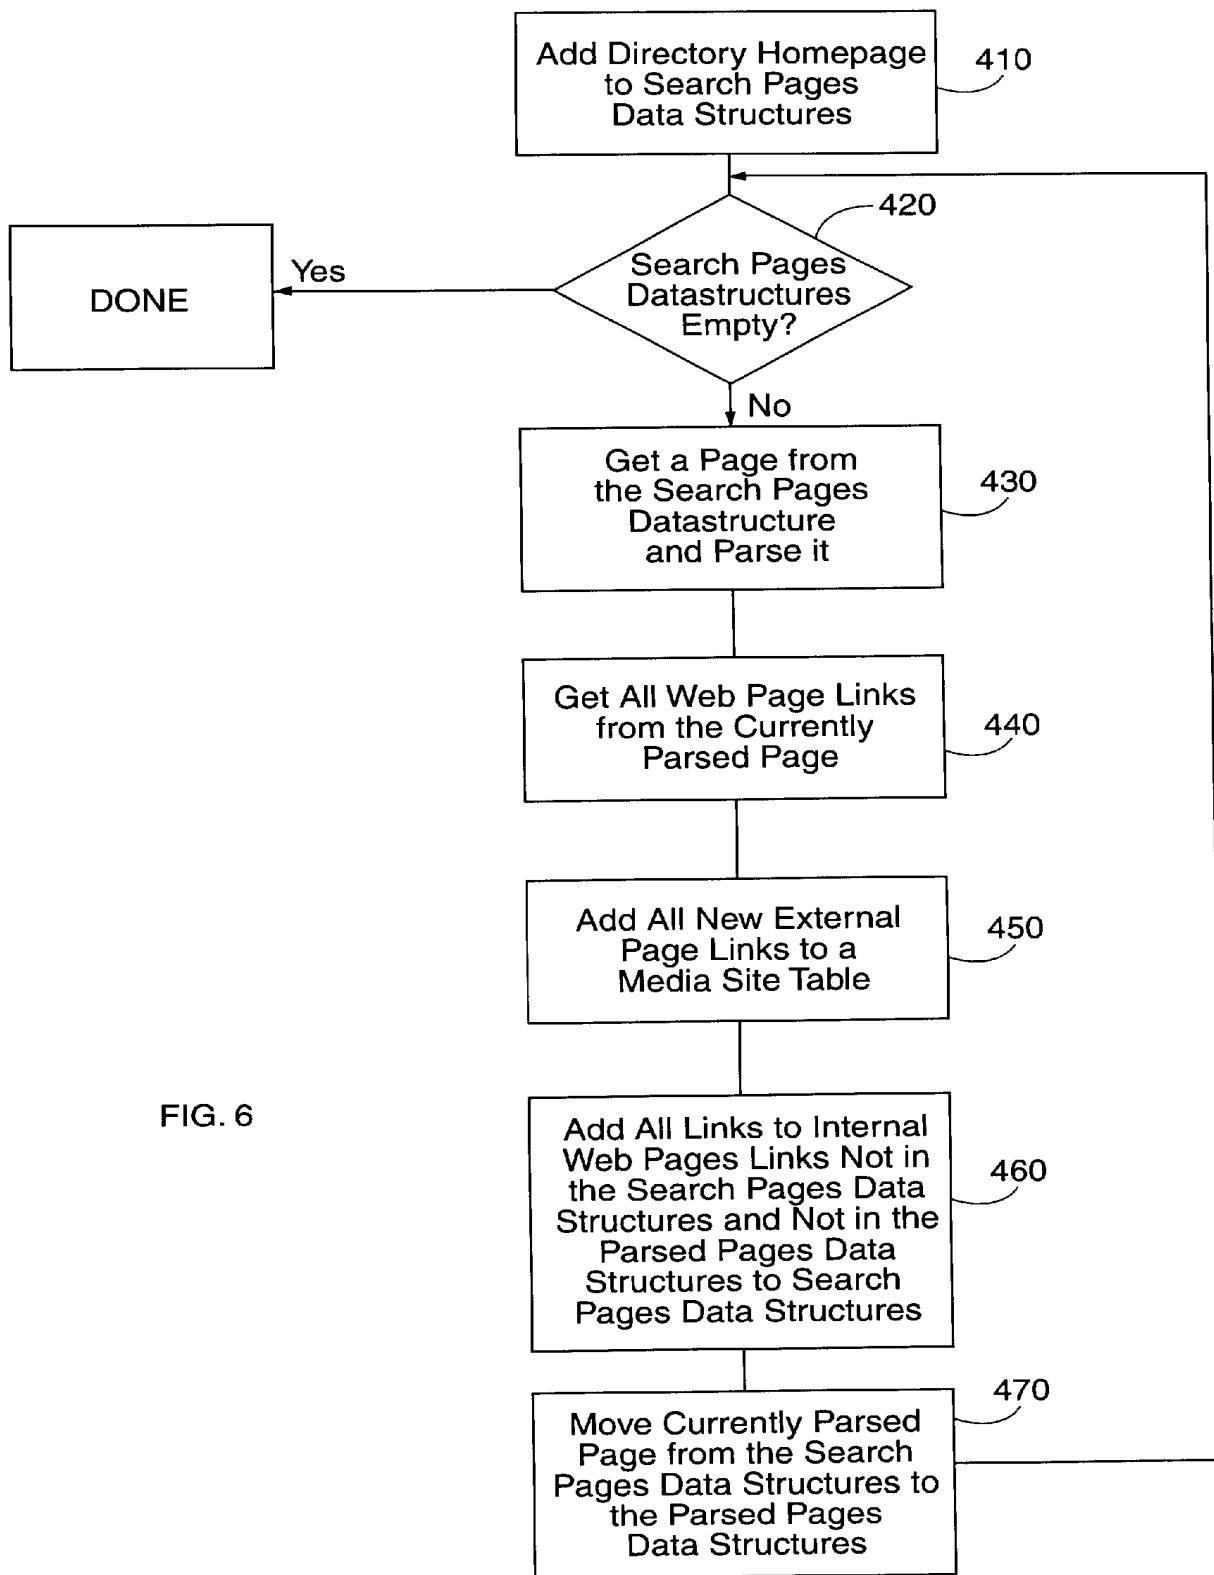 Add Directory Homepage
to Search Pages
Data Structures
410
420
Search Pages
Datastructures
Empty?
Yes
DONE
No
Get a Page from
the Search Pages
Datastructure
and Parse it
430
Get All Web Page Links
from the Currently
Parsed Page
440
Add All New External
Page Links to a
Media Site Table
450
FIG. 6
Add All Links to Internal
Web Pages Links Not in
the Search Pages Data
Structures and Not in the
Parsed Pages Data
Structures to Search
Pages Data Structures
460
Move Currently Parsed
Page from the Search
Pages Data Structures to
the Parsed Pages
Data Structures
470